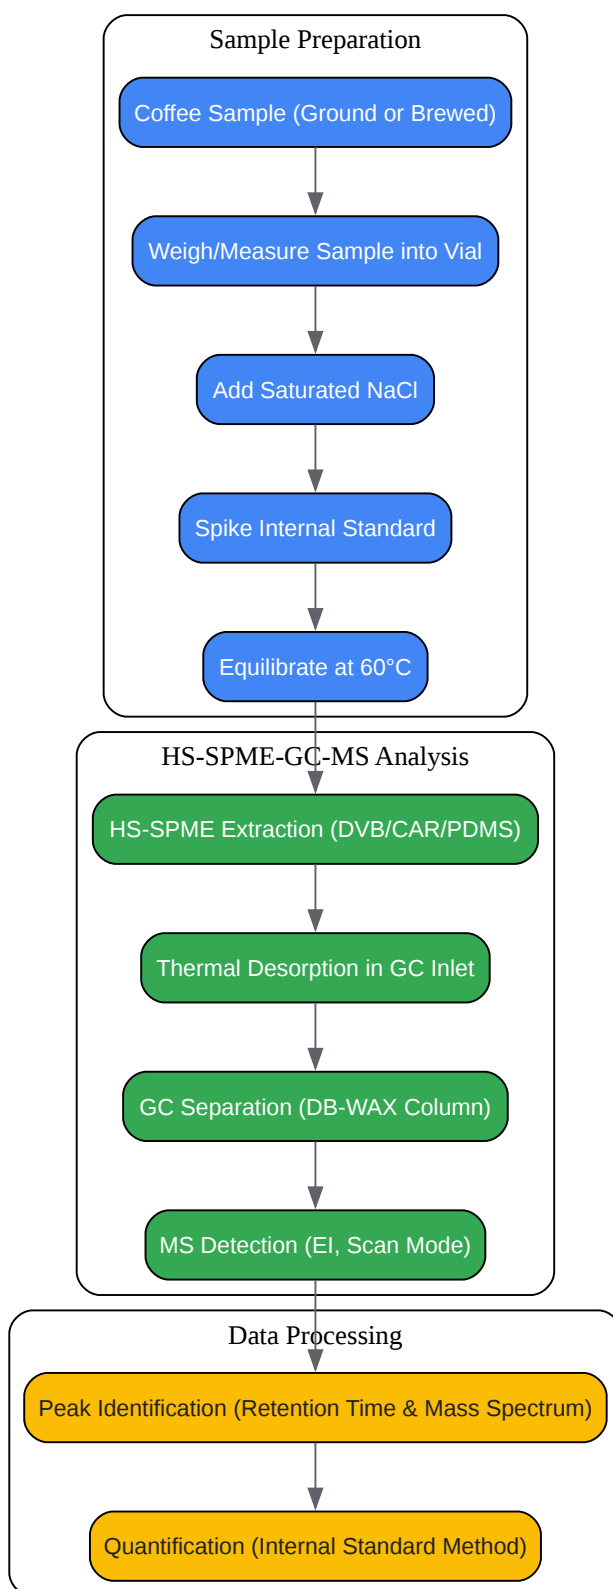 Sample Preparation
Coffee Sample (Ground or Brewed)
Weigh/Measure Sample into Vial
Add Saturated NaCl
Spike Internal Standard
Equilibrate at 60°C
HS-SPME-GC-MS Analysis
HS-SPME Extraction (DVB/CAR/PDMS)
Thermal Desorption in GC Inlet
GC Separation (DB-WAX Column)
MS Detection (EI, Scan Mode)
Data Processing
Peak Identification (Retention Time & Mass Spectrum)
Quantification (Internal Standard Method)